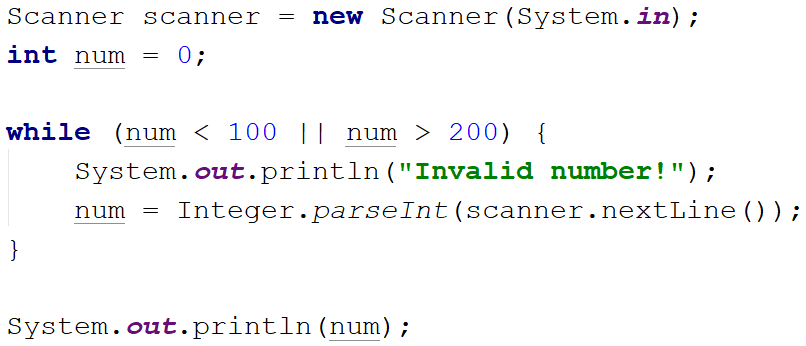 Scanner scanner = new Scanner(System.in);
int num = 0;
while (num < 100 || num > 200) {
System.out.println("Invalid number!");
num = Integer.parseInt(scanner.nextLine());
}
System.out.println(num);